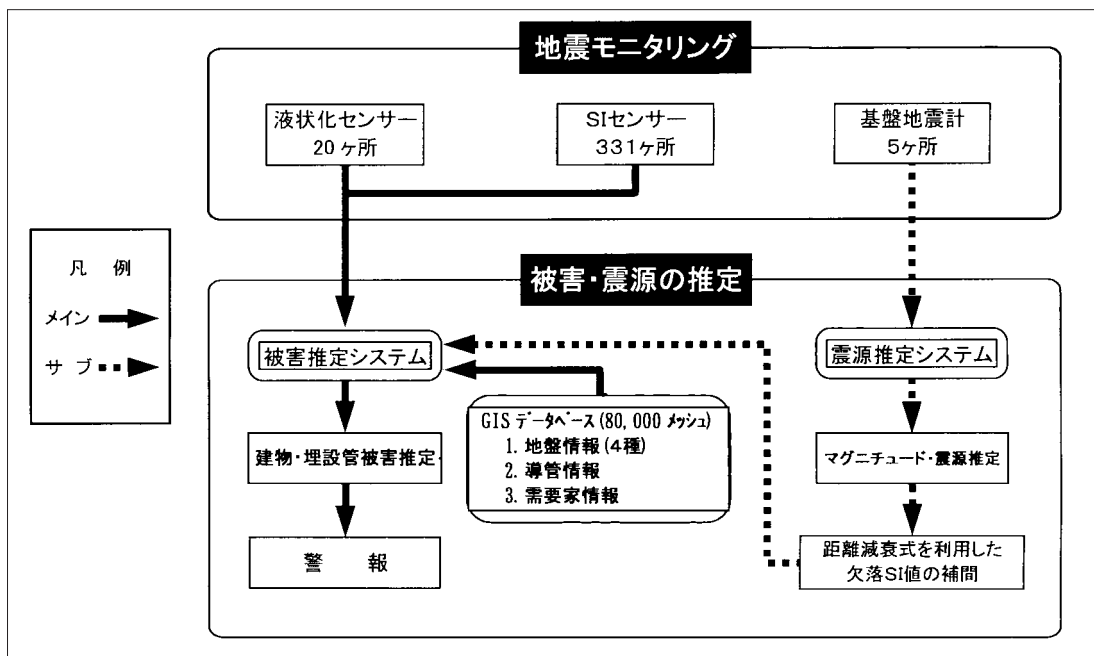 地震モニタリング
液状化センサー
20ヶ所
SIセンサー
331ヶ所
基盤地震計
5ヶ所
凡 例
メイン
サ ブ
被害・震源の推定
被害推定システム
震源推定システム
GIS データベース(80,000 メッシュ)
1. 地盤情報(4種)
2. 導管情報
3. 需要家情報
建物・埋設管被害推定
マグニチュード・震源推定
警 報
距離減衰式を利用した
欠落SI値の補間